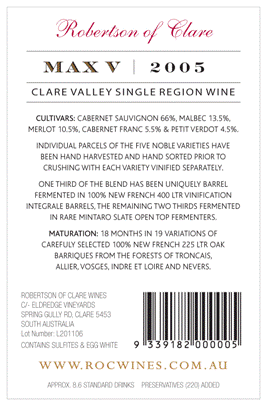 Robertson of Clare
MAX V | 2005
CLARE VALLEY SINGLE REGION WINE
CULTIVARS: CABERNET SAUVIGNON 66%, MALBEC 13.5%,
MERLOT 10.5%, CABERNET FRANC 5.5% & PETIT VERDOT 4.5%.
INDIVIDUAL PARCELS OF THE FIVE NOBLE VARIETIES HAVE
BEEN HAND HARVESTED AND HAND SORTED PRIOR TO
CRUSHING WITH EACH VARIETY VINIFIED SEPARATELY.
ONE THIRD OF THE BLEND HAS BEEN UNIQUELY BARREL
FERMENTED IN 100% NEW FRENCH 400 LTR VINIFICATION
INTEGRALE BARRELS, THE REMAINING TWO THIRDS FERMENTED
IN RARE MINTARO SLATE OPEN TOP FERMENTERS.
MATURATION: 18 MONTHS IN 19 VARIATIONS OF
CAREFULY SELECTED 100% NEW FRENCH 225 LTR OAK
BARRIQUES FROM THE FORESTS OF TRONCAIS,
ALLIER, VOSGES, INDRE ET LOIRE AND NEVERS.
ROBERTSON OF CLARE WINES
C/- ELDREDGE VINEYARDS
SPRING GULLY RD, CLARE 5453
SOUTH AUSTRALIA
Lot Number: L201106
CONTAINS SULFITES & EGG WHITE
9 339182 000005
WWW.ROCWINES.COM.AU
APPROX. 8.6 STANDARD DRINKS PRESERVATIVES (220) ADDED